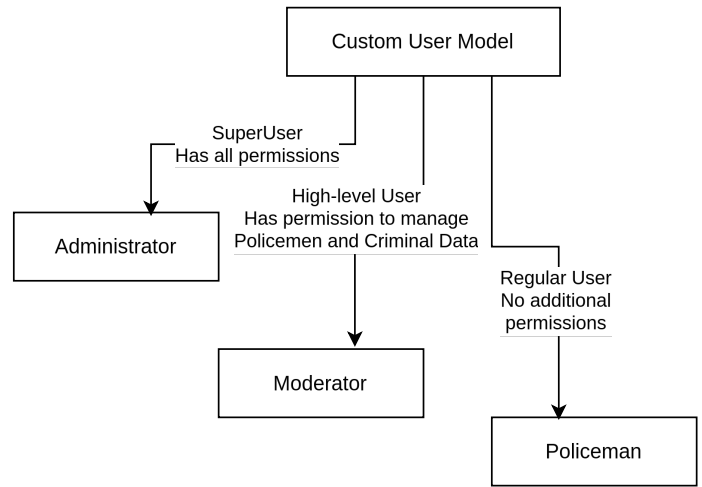 Custom User Model
SuperUser
Has all permissions
High-level User
Has permission to manage
Policemen and Criminal Data
Administrator
Regular User
No additional
permissions
Moderator
Policeman